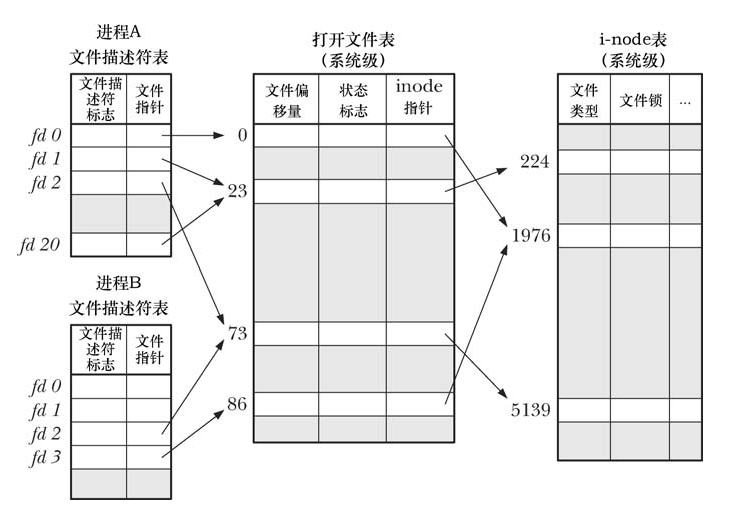 进程A
文件描述符表
文件描
述符
标志
文件
指针
fd 0
fd 1
fd 2
fd 20
进程B
文件描述符表
文件描
述符
标志
文件
指针
fd 0
fd 1
fd 2
fd 3
打开文件表
(系统级)
文件偏
移量
状态
标志
inode
指针
0
23
73
86
i-node表
(系统级)
文件
类型
文件锁
...
224
1976
5139